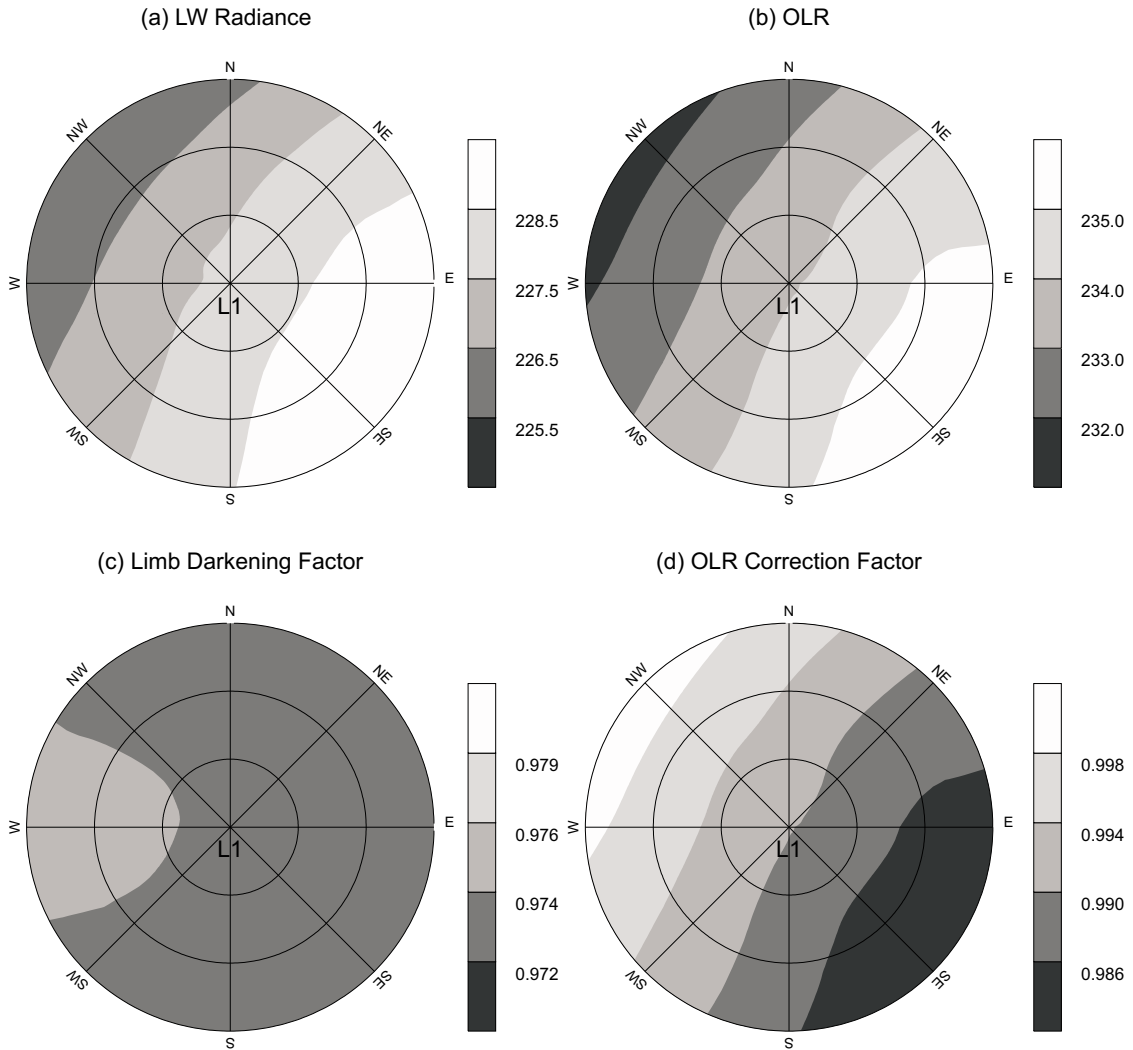 (a) LW Radiance
N
NE
E
SE
S
SW
W
NW
L1
228.5
227.5
226.5
225.5
(b) OLR
N
NE
E
SE
S
SW
W
NW
L1
235.0
234.0
233.0
232.0
(c) Limb Darkening Factor
N
NE
E
SE
S
SW
W
NW
L1
0.979
0.976
0.974
0.972
(d) OLR Correction Factor
N
NE
E
SE
S
SW
W
NW
L1
0.998
0.994
0.990
0.986